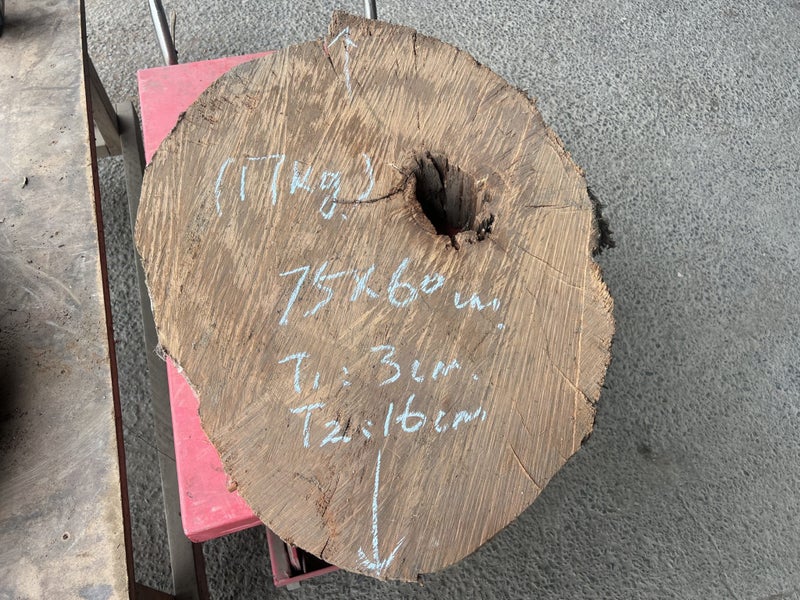 (17kg)
75x60cm.
T1: 3cm.
T2: 16cm.